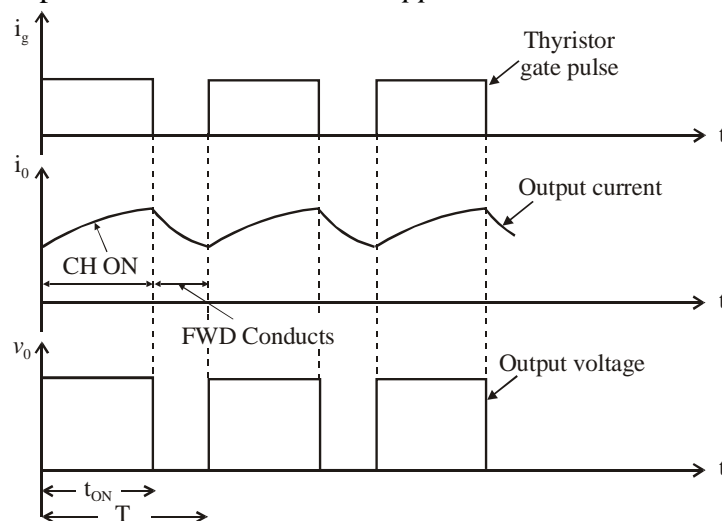 i_g
Thyristor
gate pulse
t
i_0
Output current
CH ON
t
FWD Conducts
v_0
Output voltage
t
t_ON
T